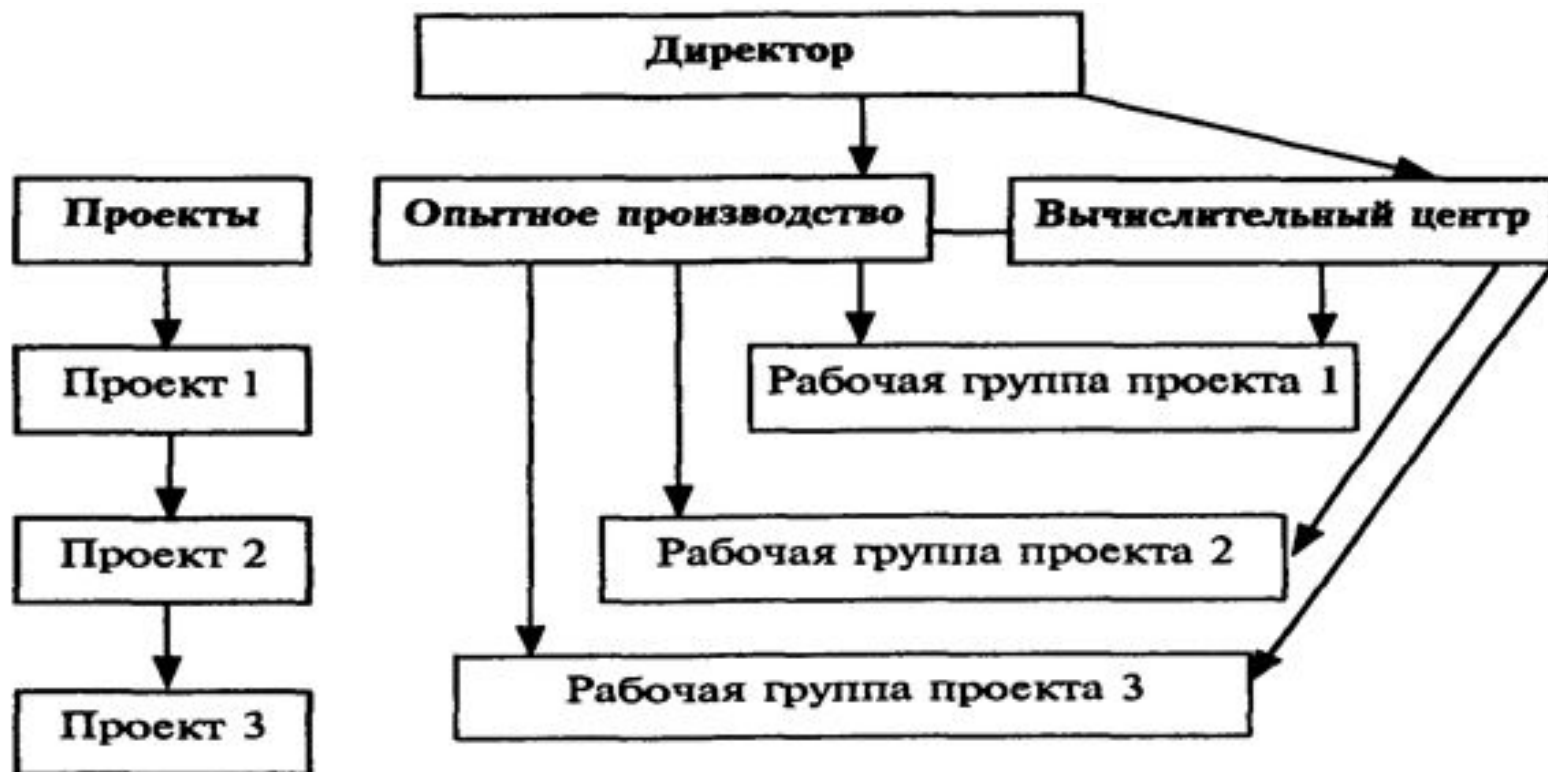 Директор
Проекты
Опытное производство
Вычислительный центр
Проект 1
Рабочая группа проекта 1
Проект 2
Рабочая группа проекта 2
Проект 3
Рабочая группа проекта 3